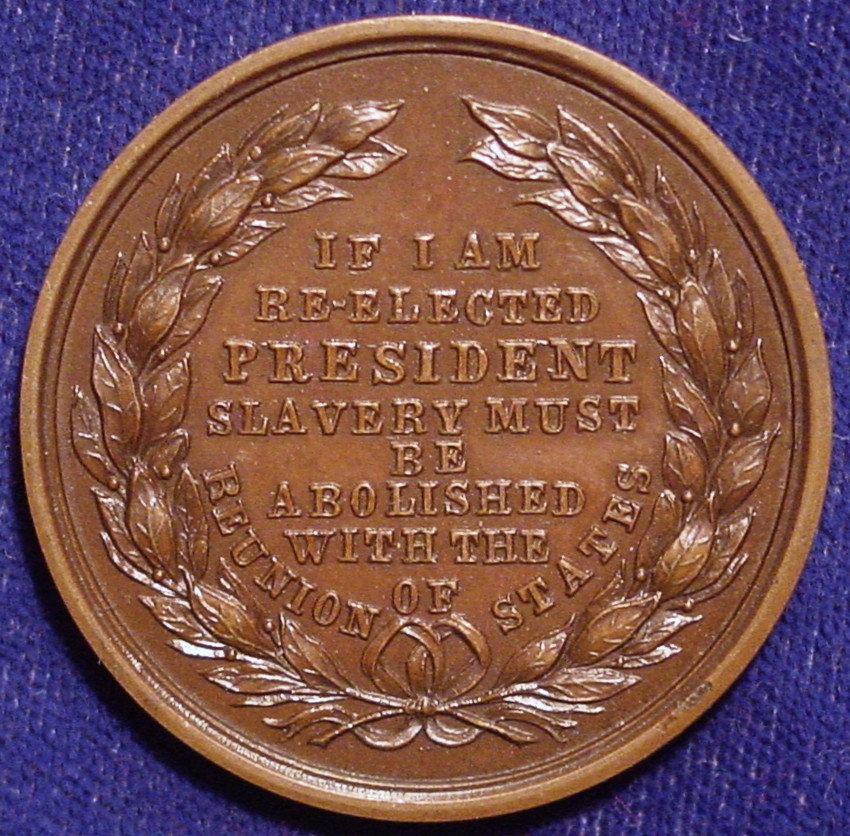 IF I AM
RE-ELECTED
PRESIDENT
SLAVERY MUST
BE
ABOLISHED
WITH THE
REUNION OF STATES